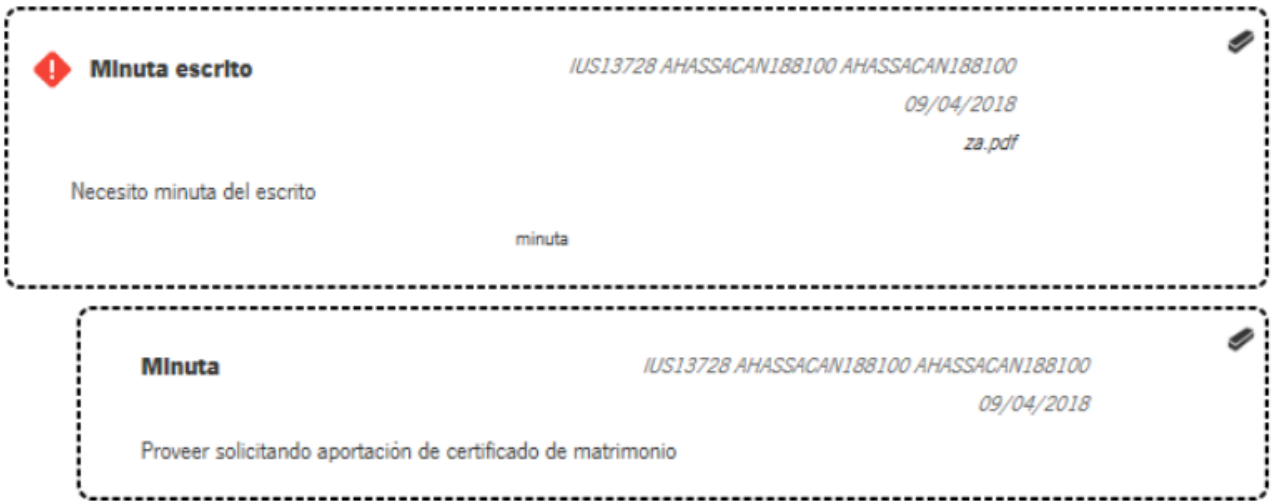 Minuta escrito
IUS13728 AHASSACAN188100 AHASSACAN188100
09/04/2018
za.pdf
Necesito minuta del escrito
minuta
Minuta
IUS13728 AHASSACAN188100 AHASSACAN188100
09/04/2018
Proveer solicitando aportación de certificado de matrimonio